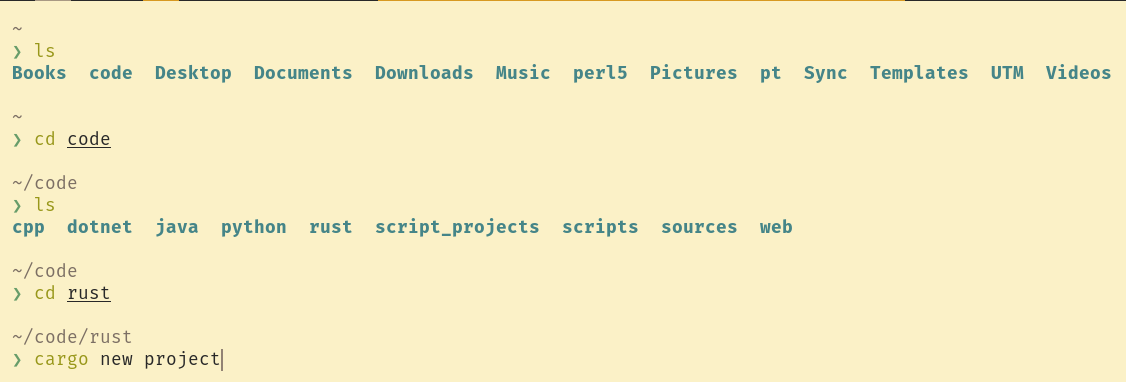 ~
❯ ls
Books  code  Desktop  Documents  Downloads  Music  perl5  Pictures  pt  Sync  Templates  UTM  Videos
~
❯ cd code
~/code
❯ ls
cpp  dotnet  java  python  rust  script_projects  scripts  sources  web
~/code
❯ cd rust
~/code/rust
❯ cargo new project